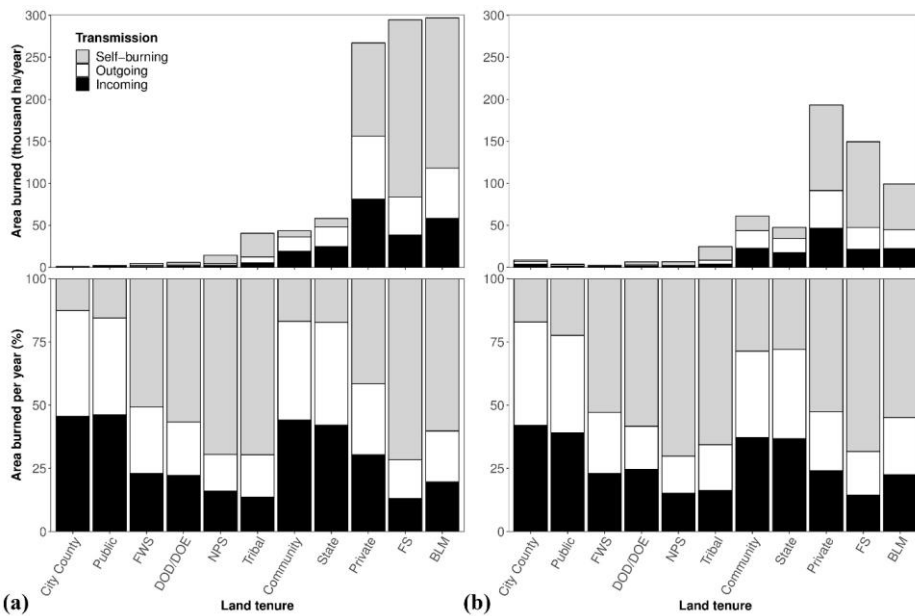 300
250
200
150
100
50
0
Area burned (thousand ha/year)
Transmission
Self-burning
Outgoing
Incoming
300
250
200
150
100
50
0
100
75
50
25
0
Area burned per year (%)
100
75
50
25
0
City County
Public
FWS
DOD/DOE
NPS
Tribal
Community
State
Private
FS
BLM
City County
Public
FWS
DOD/DOE
NPS
Tribal
Community
State
Private
FS
BLM
(a)
Land tenure
(b)
Land tenure